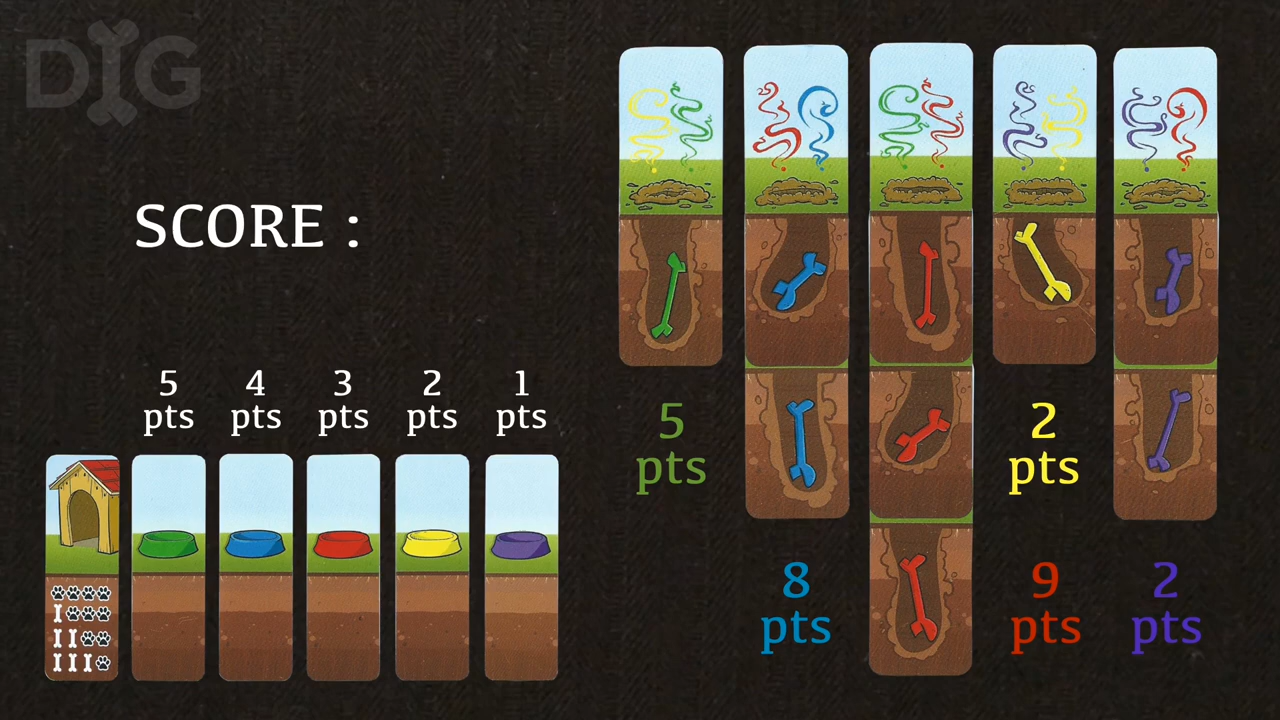 DIG
SCORE :
5 pts
4 pts
3 pts
2 pts
1 pts
5 pts
2 pts
8 pts
9 pts
2 pts